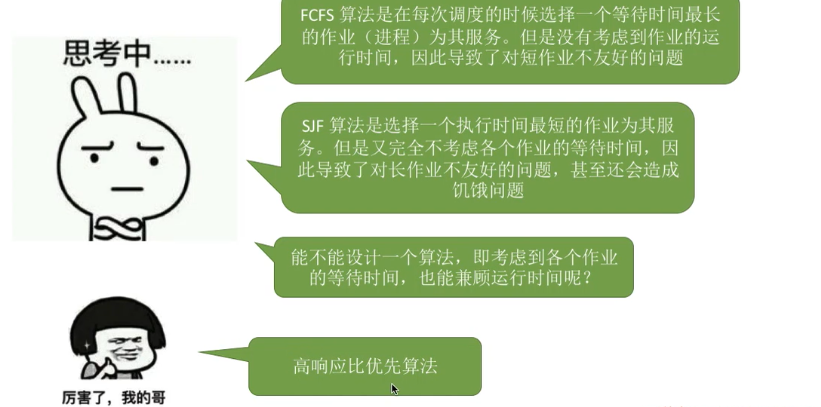 FCFS 算法是在每次调度的时候选择一个等待时间最长
的作业（进程）为其服务。但是没有考虑到作业的运
行时间，因此导致了对短作业不友好的问题
思考中......
SJF 算法是选择一个执行时间最短的作业为其服
务。但是又完全不考虑各个作业的等待时间，因
此导致了对长作业不友好的问题，甚至还会造成
饥饿问题
能不能设计一个算法，即考虑到各个作业
的等待时间，也能兼顾运行时间呢？
高响应比优先算法
厉害了，我的哥